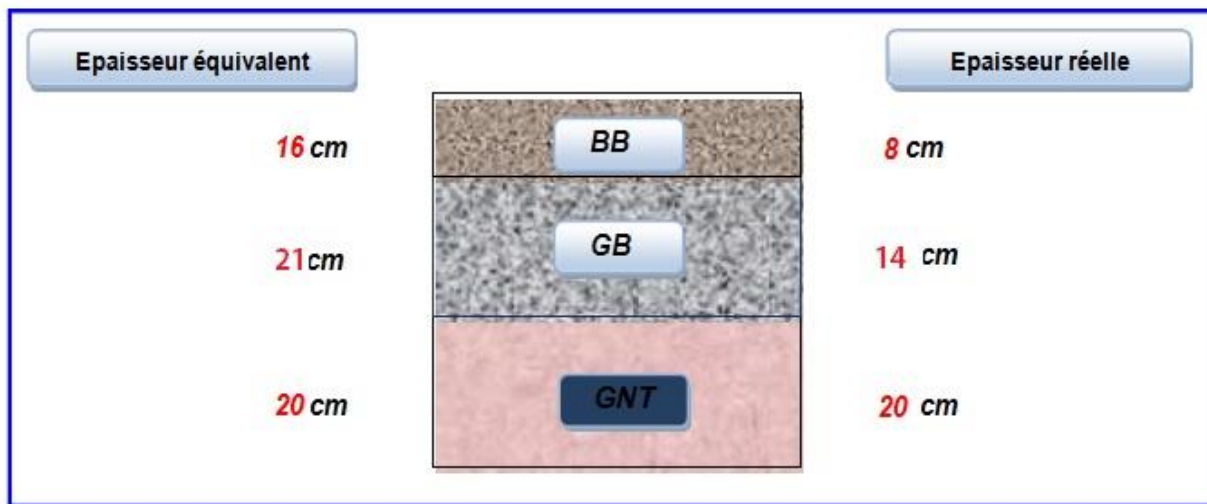 Epaisseur équivalent
Epaisseur réelle
16 cm
BB
8 cm
21cm
GB
14 cm
20 cm
GNT
20 cm